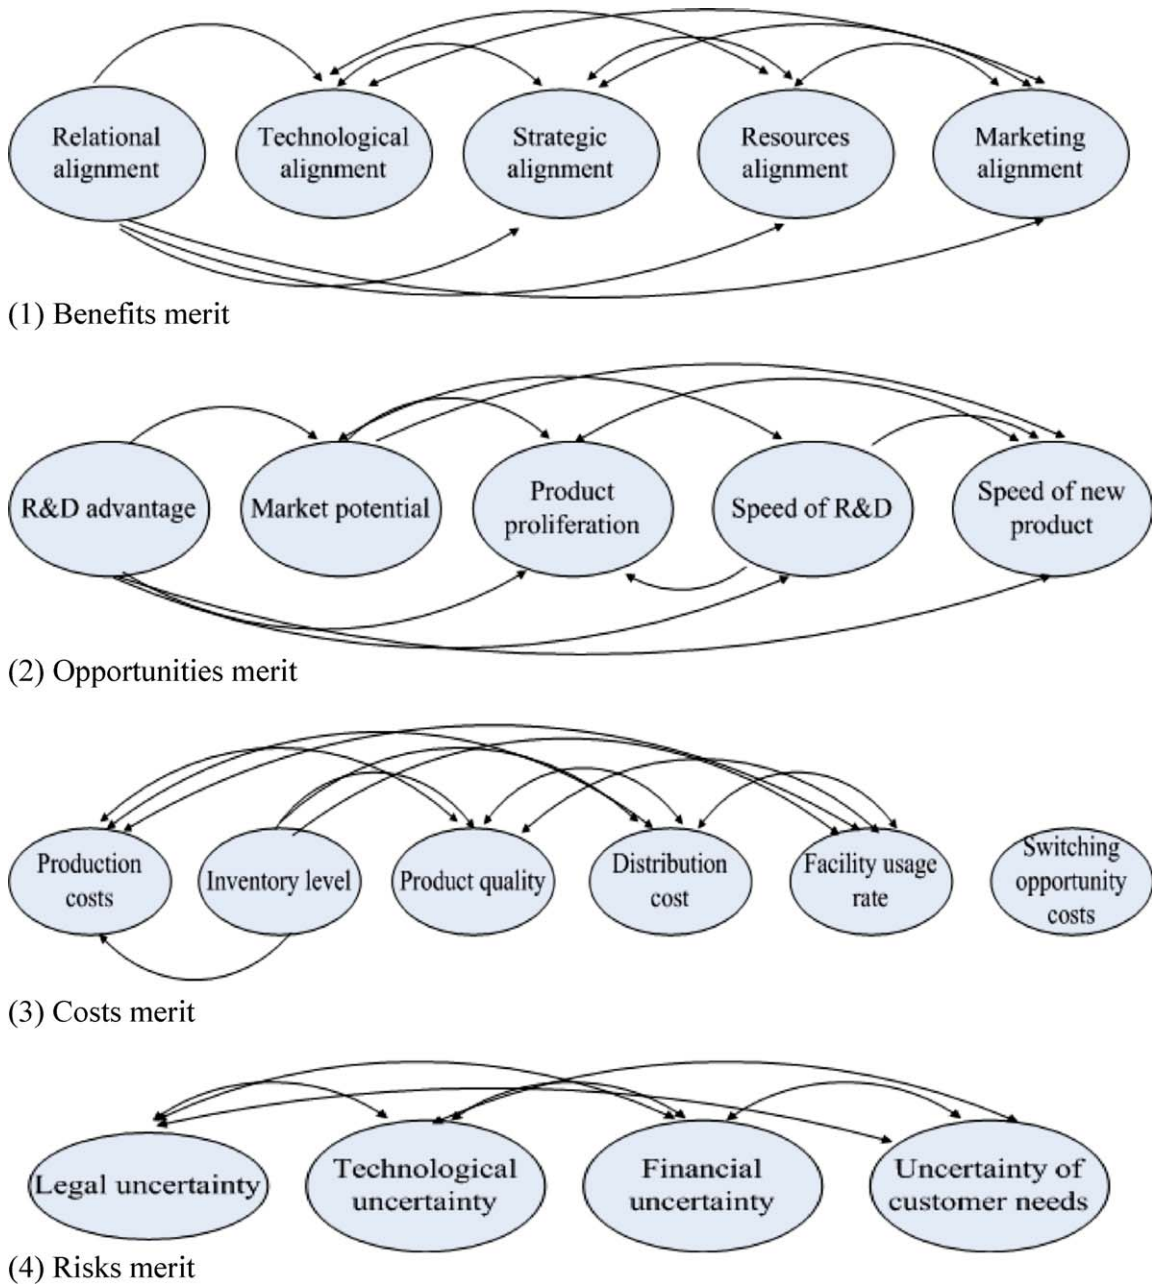 Relational
alignment
Technological
alignment
Strategic
alignment
Resources
alignment
Marketing
alignment
(1) Benefits merit
R&D advantage
Market potential
Product
proliferation
Speed of R&D
Speed of new
product
(2) Opportunities merit
Production
costs
Inventory level
Product quality
Distribution
cost
Facility usage
rate
Switching
opportunity
costs
(3) Costs merit
Legal uncertainty
Technological
uncertainty
Financial
uncertainty
Uncertainty of
customer needs
(4) Risks merit